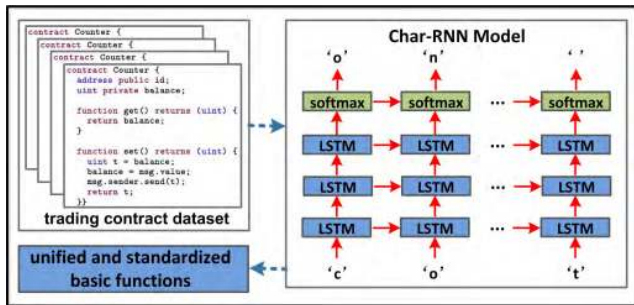 contract Counter {
contract Counter {
contract Counter {
contract Counter {
address public id;
uint private balance;
function get() returns (uint) {
return balance;
}
function set() returns (uint) {
uint t = balance;
balance = msg.value;
msg.sender.send(t);
return t;
}}
trading contract dataset
unified and standardized
basic functions
Char-RNN Model
‘o’ ‘n’ ‘ ’
softmax softmax ... softmax
LSTM LSTM ... LSTM
LSTM LSTM ... LSTM
LSTM LSTM ... LSTM
‘c’ ‘o’ ‘t’